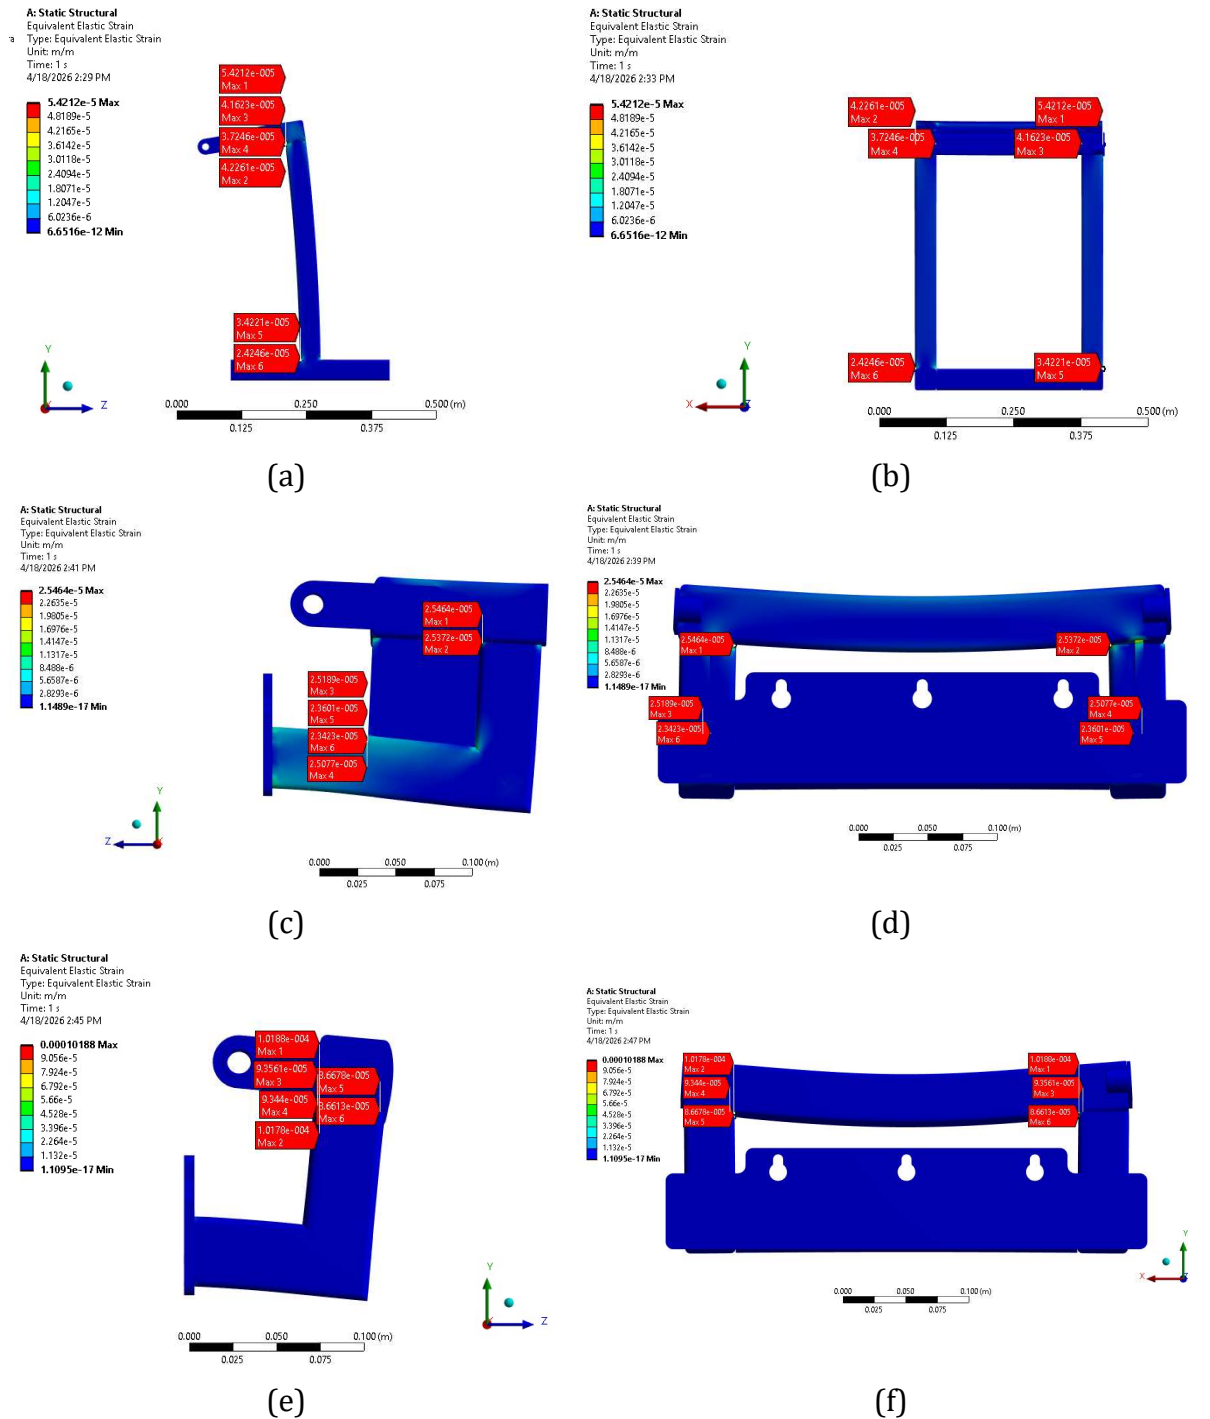 A: Static Structural
Equivalent Elastic Strain
Type: Equivalent Elastic Strain
Unit: m/m
Time: 1 s
4/18/2026 2:29 PM
5.4212e-5 Max
4.8189e-5
4.2165e-5
3.6142e-5
3.0118e-5
2.4094e-5
1.8071e-5
1.2047e-5
6.0236e-6
6.6516e-12 Min
5.4212e-005
Max 1
4.1623e-005
Max 3
3.7246e-005
Max 4
4.2261e-005
Max 2
3.4221e-005
Max 5
2.4246e-005
Max 6
Y
Z
0.000 0.250 0.500 (m)
0.125 0.375
(a)
A: Static Structural
Equivalent Elastic Strain
Type: Equivalent Elastic Strain
Unit: m/m
Time: 1 s
4/18/2026 2:33 PM
5.4212e-5 Max
4.8189e-5
4.2165e-5
3.6142e-5
3.0118e-5
2.4094e-5
1.8071e-5
1.2047e-5
6.0236e-6
6.6516e-12 Min
4.2261e-005
Max 2
5.4212e-005
Max 1
3.7246e-005
Max 4
4.1623e-005
Max 3
2.4246e-005
Max 6
3.4221e-005
Max 5
Y
X Z
0.000 0.250 0.500 (m)
0.125 0.375
(b)
A: Static Structural
Equivalent Elastic Strain
Type: Equivalent Elastic Strain
Unit: m/m
Time: 1 s
4/18/2026 2:41 PM
2.5464e-5 Max
2.2635e-5
1.9805e-5
1.6976e-5
1.4147e-5
1.1317e-5
8.488e-6
5.6587e-6
2.8293e-6
1.1489e-17 Min
2.5464e-005
Max 1
2.5372e-005
Max 2
2.5189e-005
Max 3
2.3601e-005
Max 5
2.3423e-005
Max 6
2.5077e-005
Max 4
Y
Z
0.000 0.050 0.100 (m)
0.025 0.075
(c)
A: Static Structural
Equivalent Elastic Strain
Type: Equivalent Elastic Strain
Unit: m/m
Time: 1 s
4/18/2026 2:39 PM
2.5464e-5 Max
2.2635e-5
1.9805e-5
1.6976e-5
1.4147e-5
1.1317e-5
8.488e-6
5.6587e-6
2.8293e-6
1.1489e-17 Min
2.5464e-005
Max 1
2.5372e-005
Max 2
2.5189e-005
Max 3
2.5077e-005
Max 4
2.3423e-005
Max 6
2.3601e-005
Max 5
0.000 0.050 0.100 (m)
0.025 0.075
(d)
A: Static Structural
Equivalent Elastic Strain
Type: Equivalent Elastic Strain
Unit: m/m
Time: 1 s
4/18/2026 2:45 PM
0.00010188 Max
9.056e-5
7.924e-5
6.792e-5
5.66e-5
4.528e-5
3.396e-5
2.264e-5
1.132e-5
1.1095e-17 Min
1.0188e-004
Max 1
9.3561e-005
Max 3
8.6678e-005
Max 5
9.344e-005
Max 4
8.6613e-005
Max 6
1.0178e-004
Max 2
Y
Z
0.000 0.050 0.100 (m)
0.025 0.075
(e)
A: Static Structural
Equivalent Elastic Strain
Type: Equivalent Elastic Strain
Unit: m/m
Time: 1 s
4/18/2026 2:47 PM
0.00010188 Max
9.056e-5
7.924e-5
6.792e-5
5.66e-5
4.528e-5
3.396e-5
2.264e-5
1.132e-5
1.1095e-17 Min
1.0178e-004
Max 2
1.0188e-004
Max 1
9.344e-005
Max 4
9.3561e-005
Max 3
8.6678e-005
Max 5
8.6613e-005
Max 6
Y
X Z
0.000 0.050 0.100 (m)
0.025 0.075
(f)